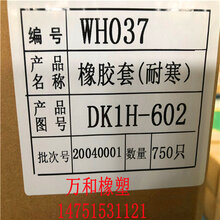 编号 WH037
产品名称 橡胶套(耐寒)
产品图号 DK1H-602
批次号 20040001 数量 750只
万和橡塑
14751531121